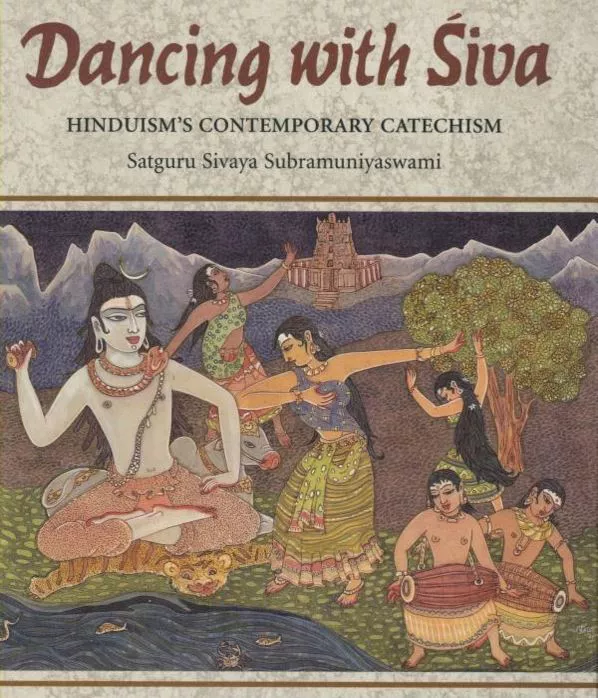 Dancing with Śiva
HINDUISM'S CONTEMPORARY CATECHISM
Satguru Sivaya Subramuniyaswami